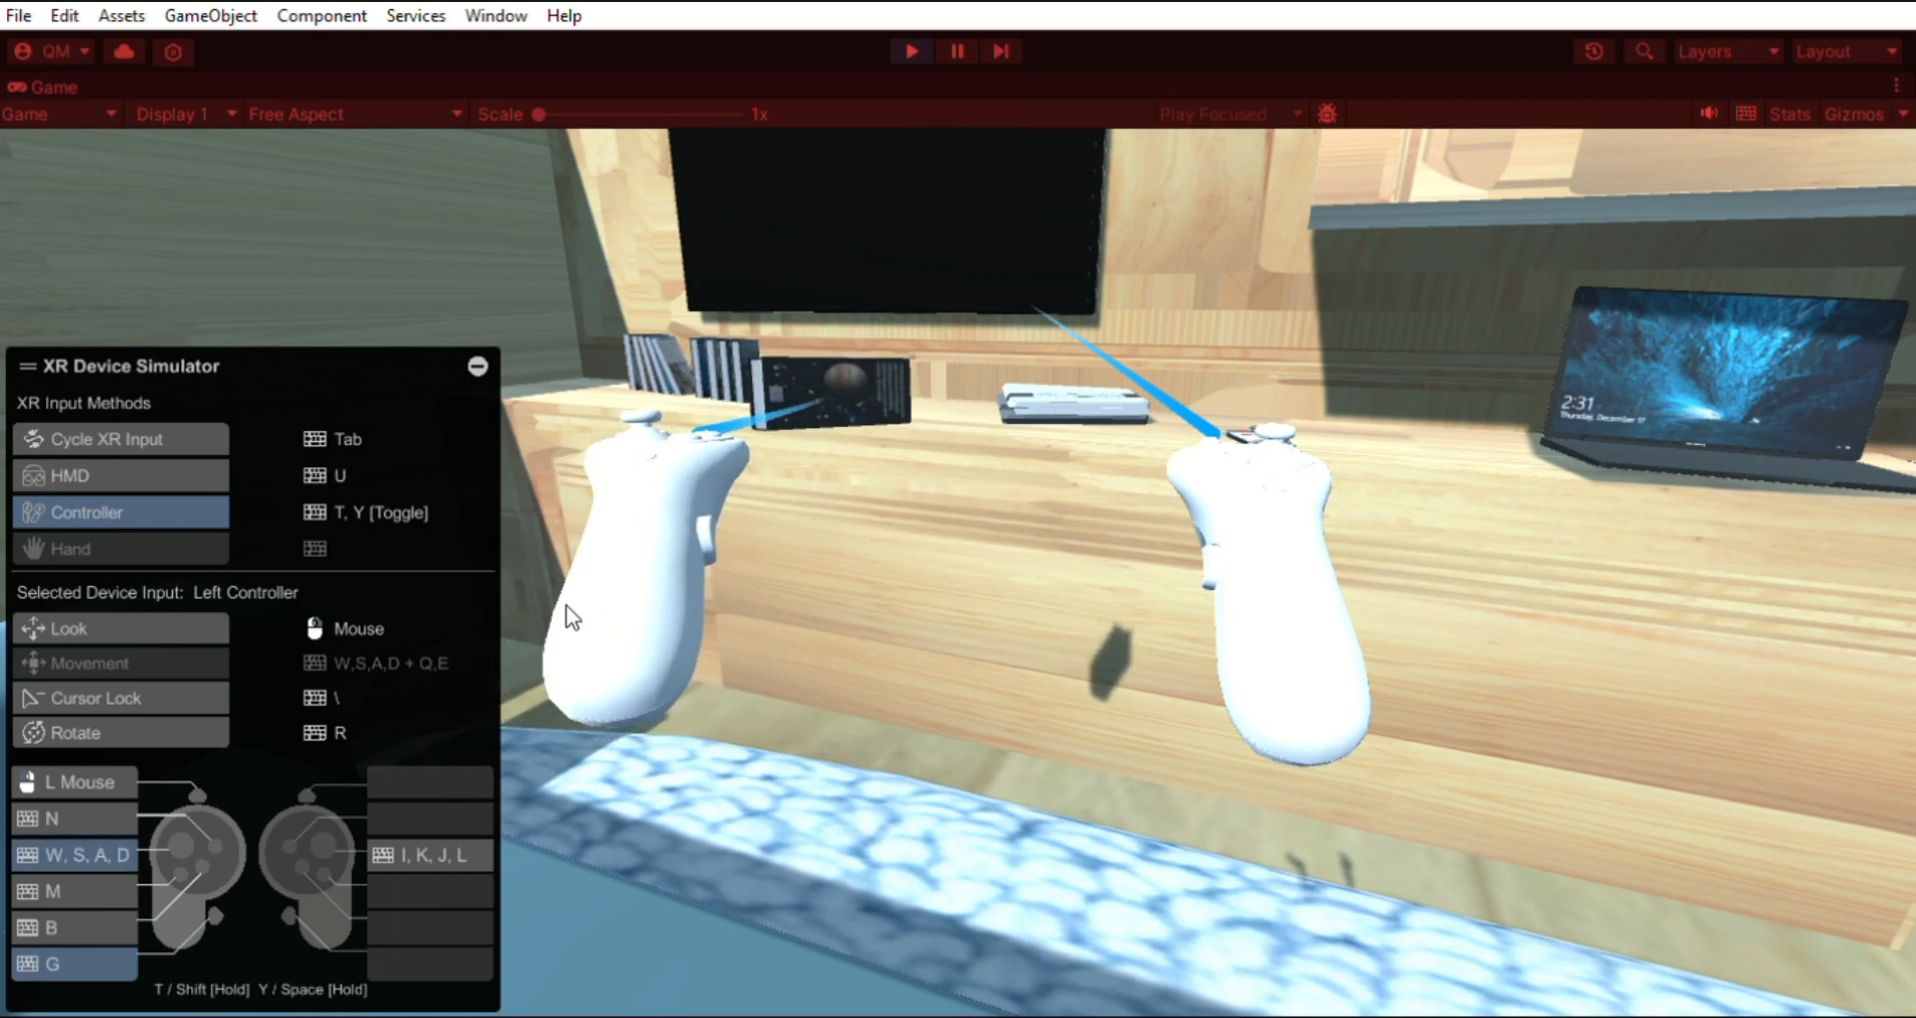 File Edit Assets GameObject Component Services Window Help
QM Layers Layout
Game
Game Display 1 Free Aspect Scale 1x Play Focused Stats Gizmos
XR Device Simulator
XR Input Methods
Cycle XR Input Tab
HMD U
Controller T, Y [Toggle]
Hand
Selected Device Input: Left Controller
Look Mouse
Movement W,S,A,D + Q,E
Cursor Lock \
Rotate R
L Mouse
N
W, S, A, D I, K, J, L
M
B
G
T / Shift [Hold] Y / Space [Hold]
2:31
Thursday, December 17